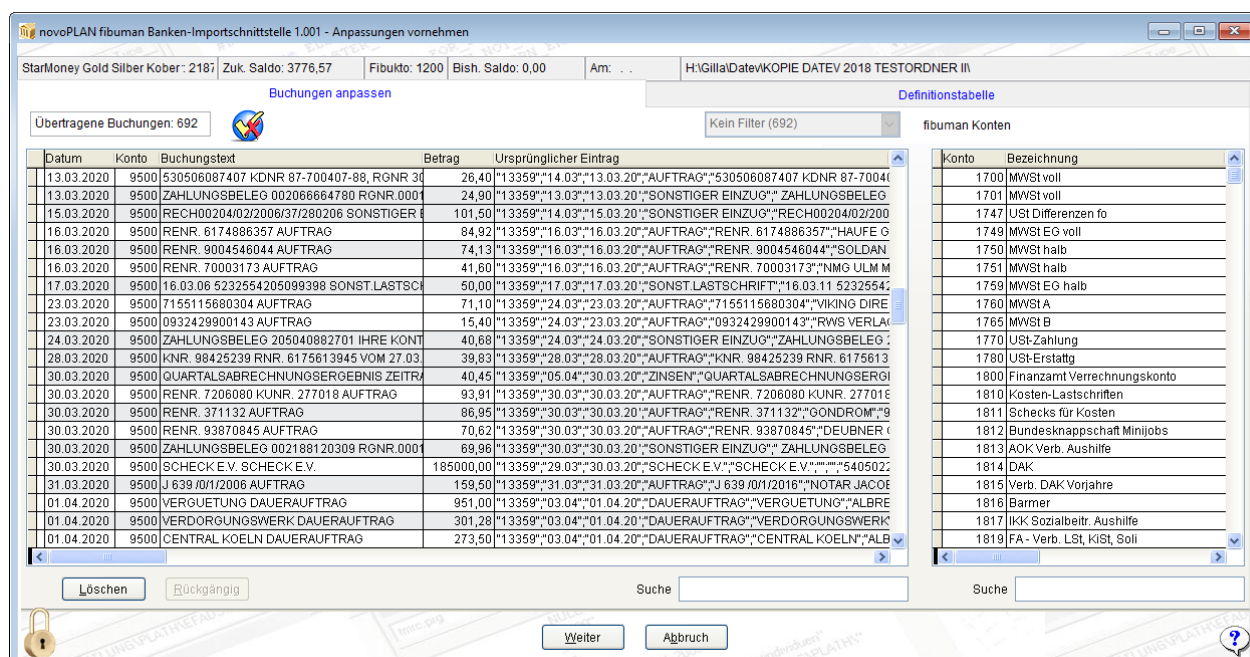 novoPLAN fibuman Banken-Importschnittstelle 1.001 - Anpassungen vornehmen
StarMoney Gold Silber Kober: 2187 Zuk. Saldo: 3776,57 Fibukto: 1200 Bish. Saldo: 0,00 Am: . . H:\Gilla\Datev\KOPIE DATEV 2018 TESTORDNER II\
Buchungen anpassen Definitionstabelle
Übertragene Buchungen: 692 Kein Filter (692) fibuman Konten
Datum Konto Buchungstext Betrag Ursprünglicher Eintrag Konto Bezeichnung
13.03.2020 9500 530506087407 KDNR 87-700407-88, RGNR 30 26,40 "13359";"14.03";"13.03.20";"AUFTRAG";"530506087407 KDNR 87-70040 1700 MWSt voll
13.03.2020 9500 ZAHLUNGSBELEG 002066664780 RGNR.0001 24,90 "13359";"13.03";"13.03.20";"SONSTIGER EINZUG";" ZAHLUNGSBELEG 1701 MWSt voll
15.03.2020 9500 RECH00204/02/2006/37/280206 SONSTIGER E 101,50 "13359";"14.03";"15.03.20";"SONSTIGER EINZUG";"RECH00204/02/200 1747 USt Differenzen fo
16.03.2020 9500 RENR. 6174886357 AUFTRAG 84,92 "13359";"16.03";"16.03.20";"AUFTRAG";"RENR. 6174886357";"HAUFE G 1749 MWSt EG voll
16.03.2020 9500 RENR. 9004546044 AUFTRAG 74,13 "13359";"16.03";"16.03.20";"AUFTRAG";"RENR. 9004546044";"SOLDAN 1750 MWSt halb
16.03.2020 9500 RENR. 70003173 AUFTRAG 41,60 "13359";"16.03";"16.03.20";"AUFTRAG";"RENR. 70003173";"NMG ULM M 1751 MWSt halb
17.03.2020 9500 16.03.06 5232554205099398 SONST.LASTSCH 50,00 "13359";"17.03";"17.03.20";"SONST.LASTSCHRIFT";"16.03.11 52325542 1759 MWSt EG halb
23.03.2020 9500 7155115680304 AUFTRAG 71,10 "13359";"24.03";"23.03.20";"AUFTRAG";"7155115680304";"VIKING DIRE 1760 MWSt A
23.03.2020 9500 0932429900143 AUFTRAG 15,40 "13359";"24.03";"23.03.20";"AUFTRAG";"0932429900143";"RWS VERLAG 1765 MWSt B
24.03.2020 9500 ZAHLUNGSBELEG 205040882701 IHRE KONT 40,68 "13359";"24.03";"24.03.20";"SONSTIGER EINZUG";"ZAHLUNGSBELEG 2 1770 USt-Zahlung
28.03.2020 9500 KNR. 98425239 RNR. 6175613945 VOM 27.03. 39,83 "13359";"28.03";"28.03.20";"AUFTRAG";"KNR. 98425239 RNR. 6175613 1780 USt-Erstattg
30.03.2020 9500 QUARTALSABRECHNUNGSERGEBNIS ZEITRA 40,45 "13359";"05.04";"30.03.20";"ZINSEN";"QUARTALSABRECHNUNGSERGI 1800 Finanzamt Verrechnungskonto
30.03.2020 9500 RENR. 7206080 KUNR. 277018 AUFTRAG 93,91 "13359";"30.03";"30.03.20";"AUFTRAG";"RENR. 7206080 KUNR. 277018 1810 Kosten-Lastschriften
30.03.2020 9500 RENR. 371132 AUFTRAG 86,95 "13359";"30.03";"30.03.20";"AUFTRAG";"RENR. 371132";"GONDROM";"9 1811 Schecks für Kosten
30.03.2020 9500 RENR. 93870845 AUFTRAG 70,62 "13359";"30.03";"30.03.20";"AUFTRAG";"RENR. 93870845";"DEUBNER 1812 Bundesknappschaft Minijobs
30.03.2020 9500 ZAHLUNGSBELEG 002188120309 RGNR.0001 69,96 "13359";"30.03";"30.03.20";"SONSTIGER EINZUG";" ZAHLUNGSBELEG 1813 AOK Verb. Aushilfe
30.03.2020 9500 SCHECK E.V. SCHECK E.V. 185000,00 "13359";"29.03";"30.03.20";"SCHECK E.V.";"SCHECK E.V.";"";"";"5405022 1814 DAK
31.03.2020 9500 J 639 /0/1/2006 AUFTRAG 159,50 "13359";"31.03";"31.03.20";"AUFTRAG";"J 639 /0/1/2016";"NOTAR JACOE 1815 Verb. DAK Vorjahre
01.04.2020 9500 VERGUETUNG DAUERAUFTRAG 951,00 "13359";"03.04";"01.04.20";"DAUERAUFTRAG";"VERGUETUNG";"ALBRE 1816 Barmer
01.04.2020 9500 VERDORGUNGSWERK DAUERAUFTRAG 301,28 "13359";"03.04";"01.04.20";"DAUERAUFTRAG";"VERDORGUNGSWERK" 1817 IKK Sozialbeitr. Aushilfe
01.04.2020 9500 CENTRAL KOELN DAUERAUFTRAG 273,50 "13359";"03.04";"01.04.20";"DAUERAUFTRAG";"CENTRAL KOELN";"ALB 1819 FA - Verb. LSt, KiSt, Soli
Löschen Rückgängig Suche Suche
Weiter Abbruch